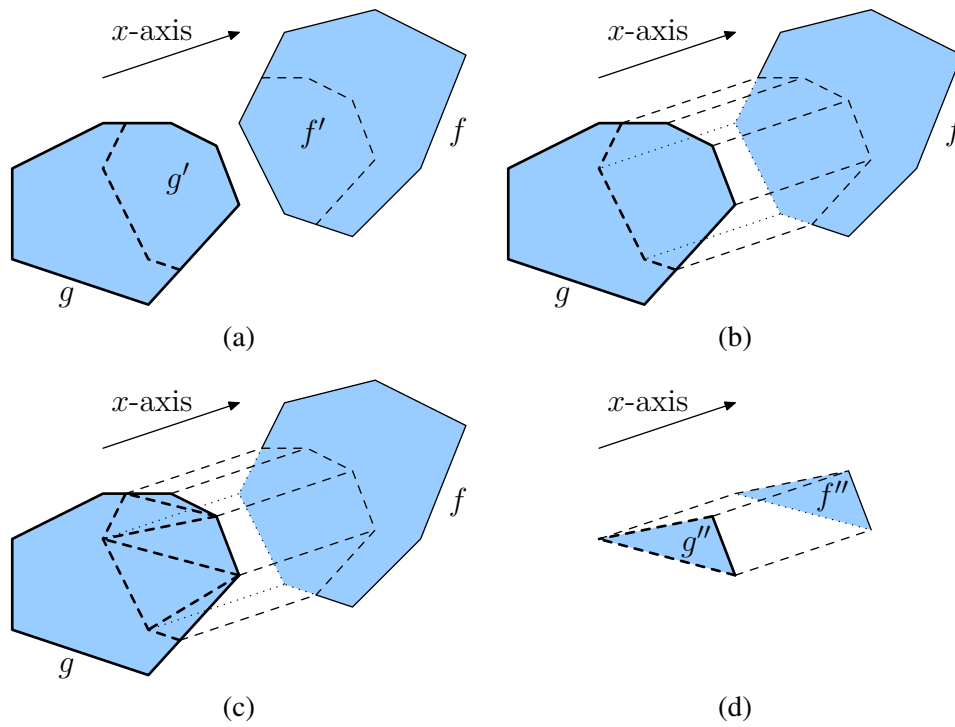 x-axis
f′
f
g′
g
(a)
x-axis
f
g
(b)
x-axis
f
g
(c)
x-axis
f″
g″
(d)